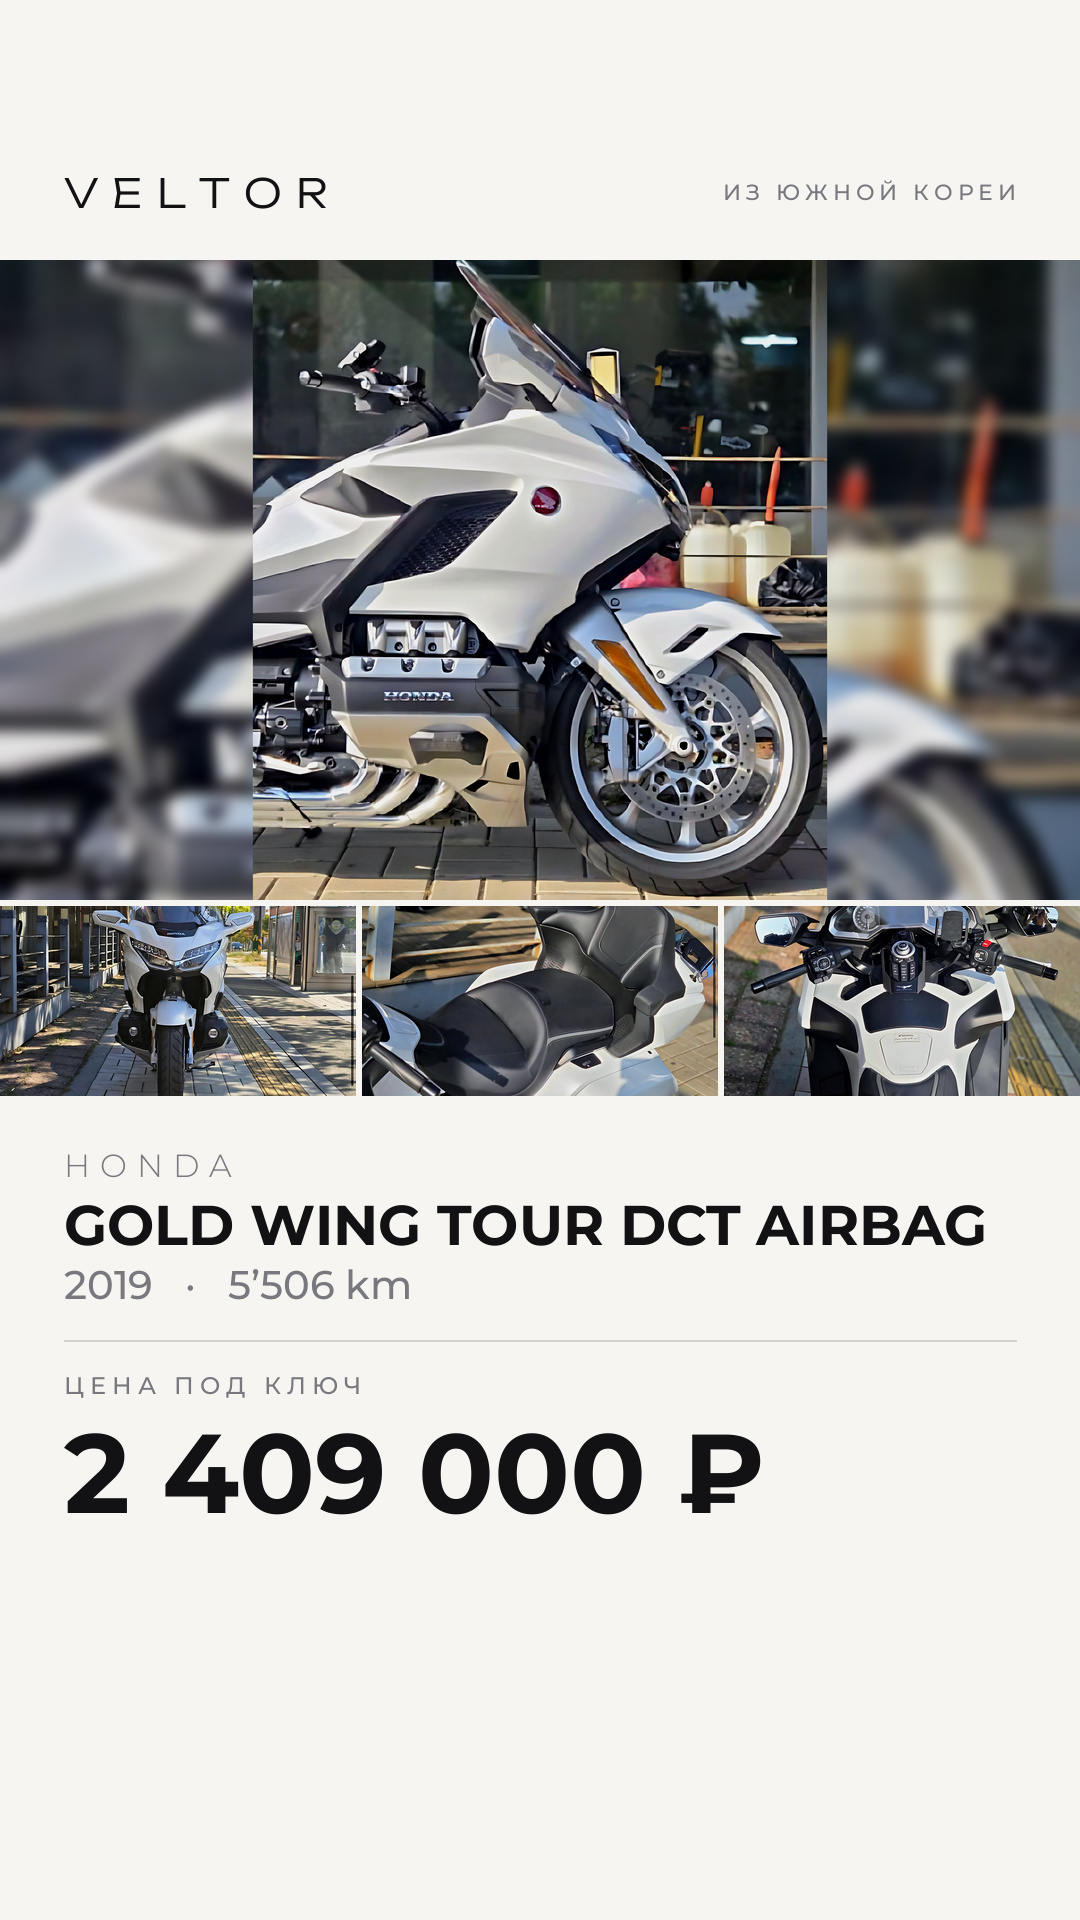 VELTOR
ИЗ ЮЖНОЙ КОРЕИ
HONDA
HONDA
GOLD WING TOUR DCT AIRBAG
2019 · 5’506 km
ЦЕНА ПОД КЛЮЧ
2 409 000 ₽